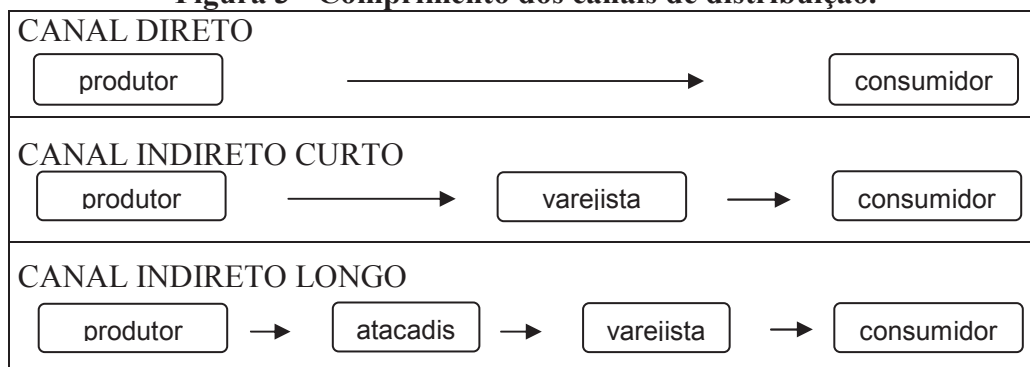 Figura 3 - Comprimento dos canais de distribuição.
CANAL DIRETO
produtor consumidor
CANAL INDIRETO CURTO
produtor varejista consumidor
CANAL INDIRETO LONGO
produtor atacadis varejista consumidor